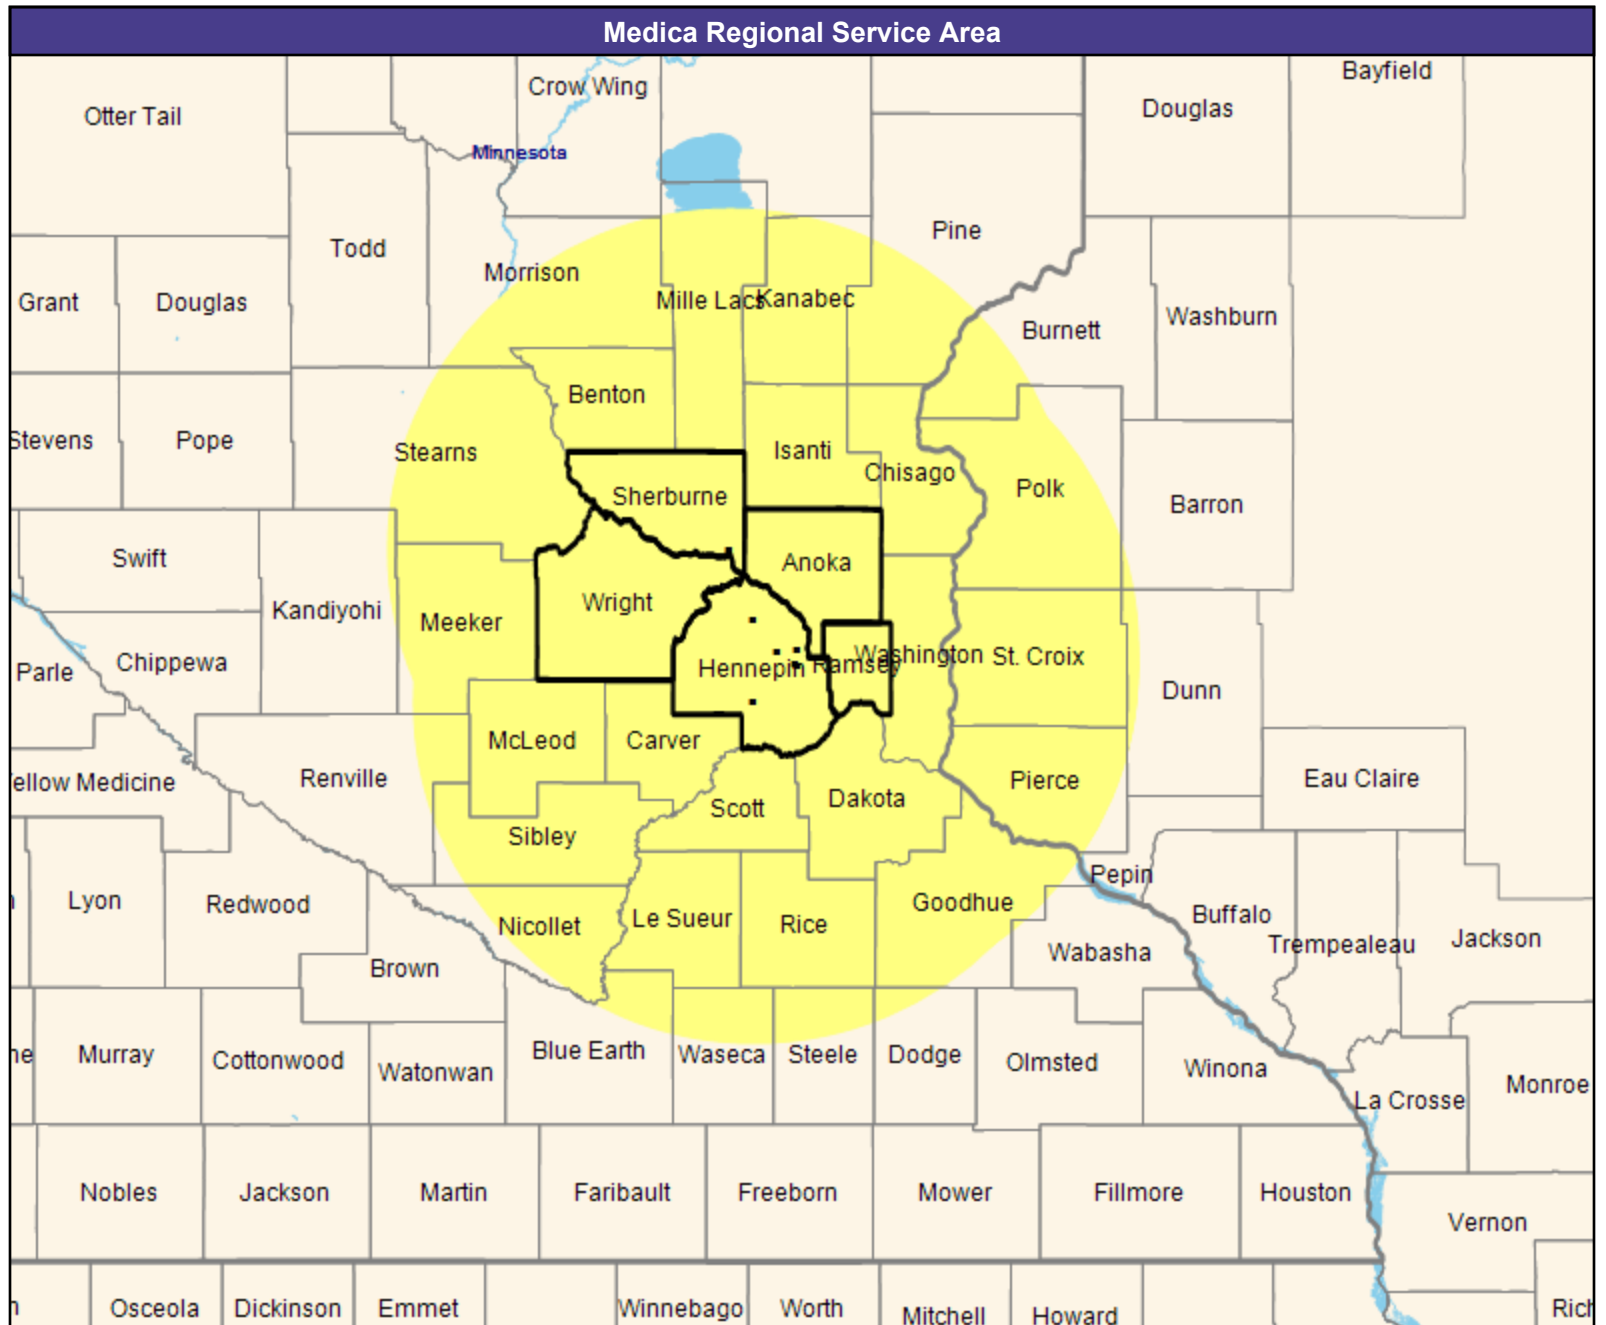 Medica Regional Service Area
Bayfield
Crow Wing
Douglas
Otter Tail
Minnesota
Pine
Todd
Morrison
Mille Lacs
Kanabec
Grant
Douglas
Washburn
Burnett
Benton
Stevens
Pope
Stearns
Isanti
Chisago
Polk
Sherburne
Barron
Swift
Anoka
Wright
Kandiyohi
Meeker
Washington
St. Croix
Chippewa
Parle
Hennepin
Ramsey
Dunn
McLeod
Carver
Renville
Eau Claire
Pierce
ellow Medicine
Dakota
Scott
Sibley
Pepin
Lyon
Redwood
Goodhue
Buffalo
Le Sueur
Rice
Nicollet
Jackson
Trempealeau
Wabasha
Brown
Blue Earth
ne
Murray
Waseca
Steele
Dodge
Cottonwood
Olmsted
Winona
Watonwan
Monroe
La Crosse
Nobles
Jackson
Martin
Faribault
Freeborn
Mower
Fillmore
Houston
Vernon
Osceola
Dickinson
Emmet
Winnebago
Worth
Mitchell
Howard
Rich